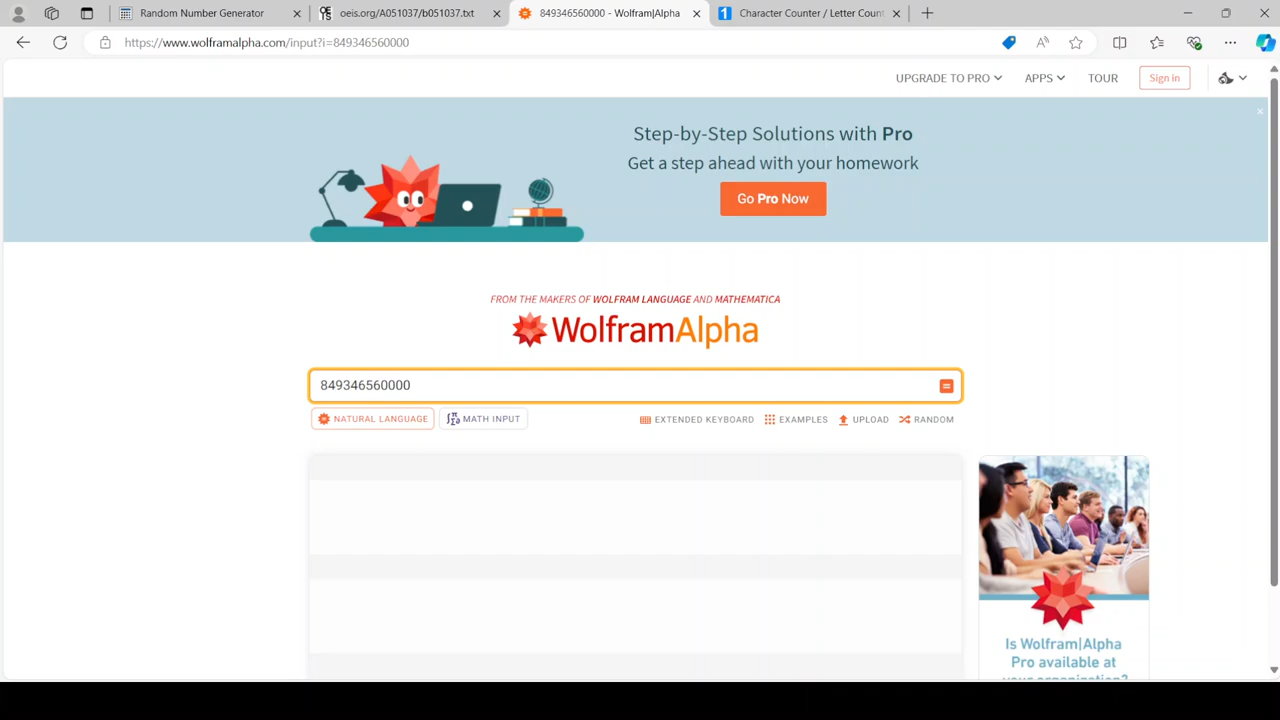 Random Number Generator
oeis.org/A051037/b051037.txt
849346560000 - Wolfram|Alpha
Character Counter / Letter Count
https://www.wolframalpha.com/input?i=849346560000
UPGRADE TO PRO
APPS
TOUR
Sign in
Step-by-Step Solutions with Pro
Get a step ahead with your homework
Go Pro Now
FROM THE MAKERS OF WOLFRAM LANGUAGE AND MATHEMATICA
WolframAlpha
849346560000
NATURAL LANGUAGE
MATH INPUT
EXTENDED KEYBOARD
EXAMPLES
UPLOAD
RANDOM
Is Wolfram|Alpha
Pro available at
your organization?